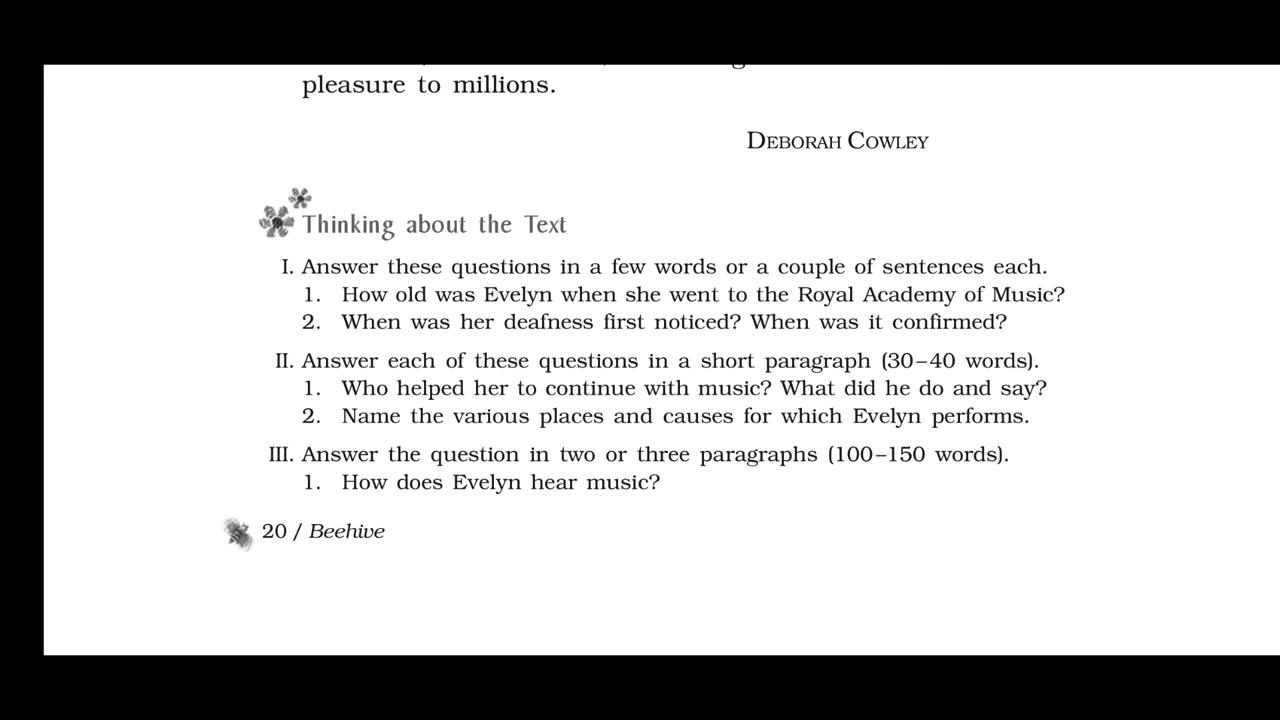 pleasure to millions.
DEBORAH COWLEY
Thinking about the Text
I. Answer these questions in a few words or a couple of sentences each.
1. How old was Evelyn when she went to the Royal Academy of Music?
2. When was her deafness first noticed? When was it confirmed?
II. Answer each of these questions in a short paragraph (30–40 words).
1. Who helped her to continue with music? What did he do and say?
2. Name the various places and causes for which Evelyn performs.
III. Answer the question in two or three paragraphs (100–150 words).
1. How does Evelyn hear music?
20 / Beehive